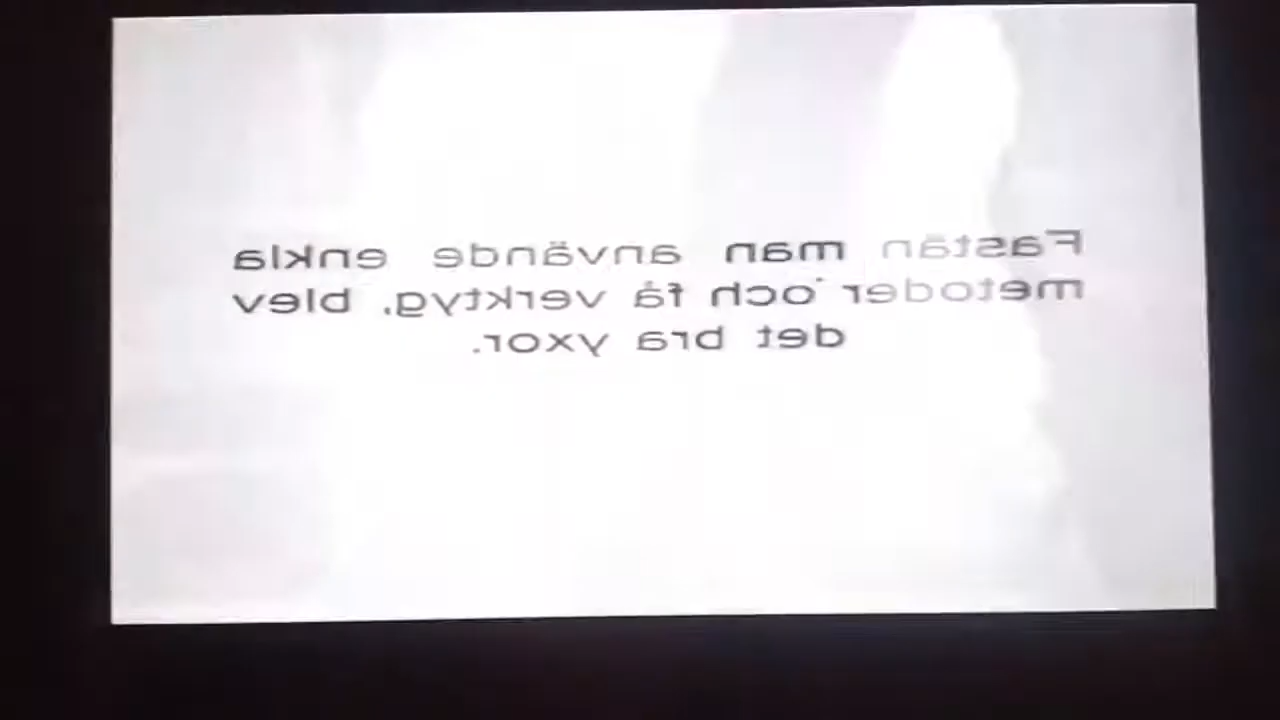 Fastän man använde enkla
metoder och få verktyg, blev
det bra yxor.